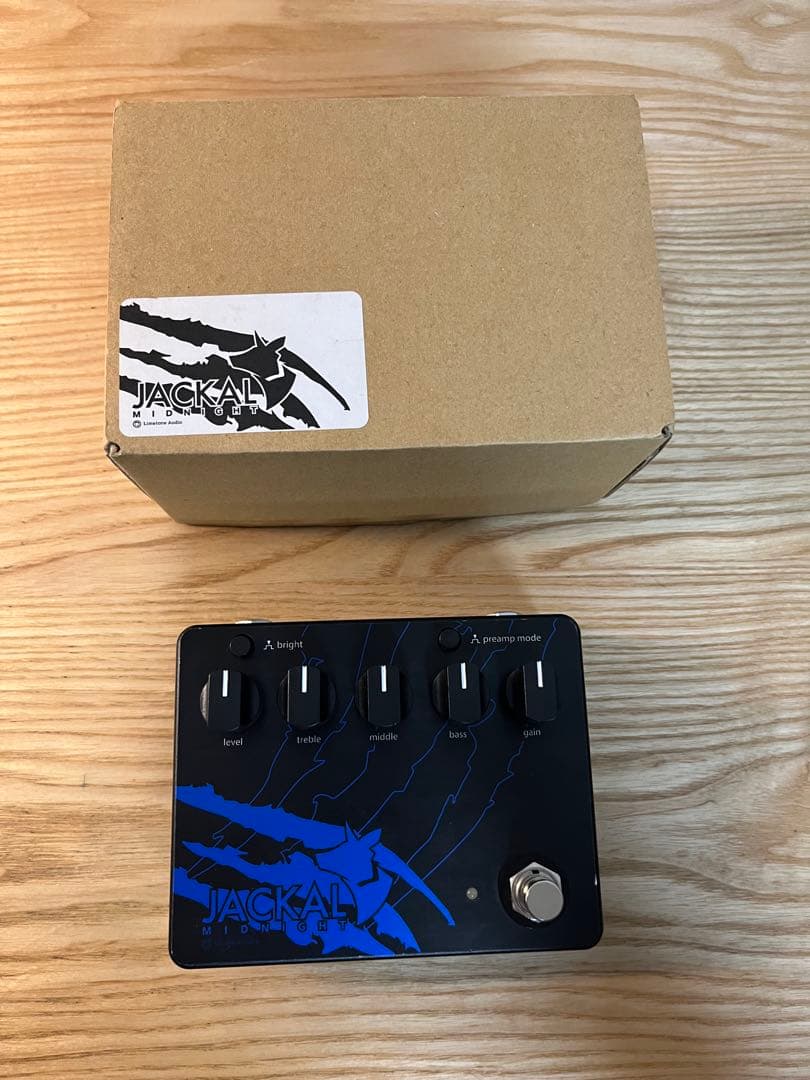 JACKAL
MIDNIGHT
Limetone Audio
bright
preamp mode
level
treble
middle
bass
gain
JACKAL
MIDNIGHT